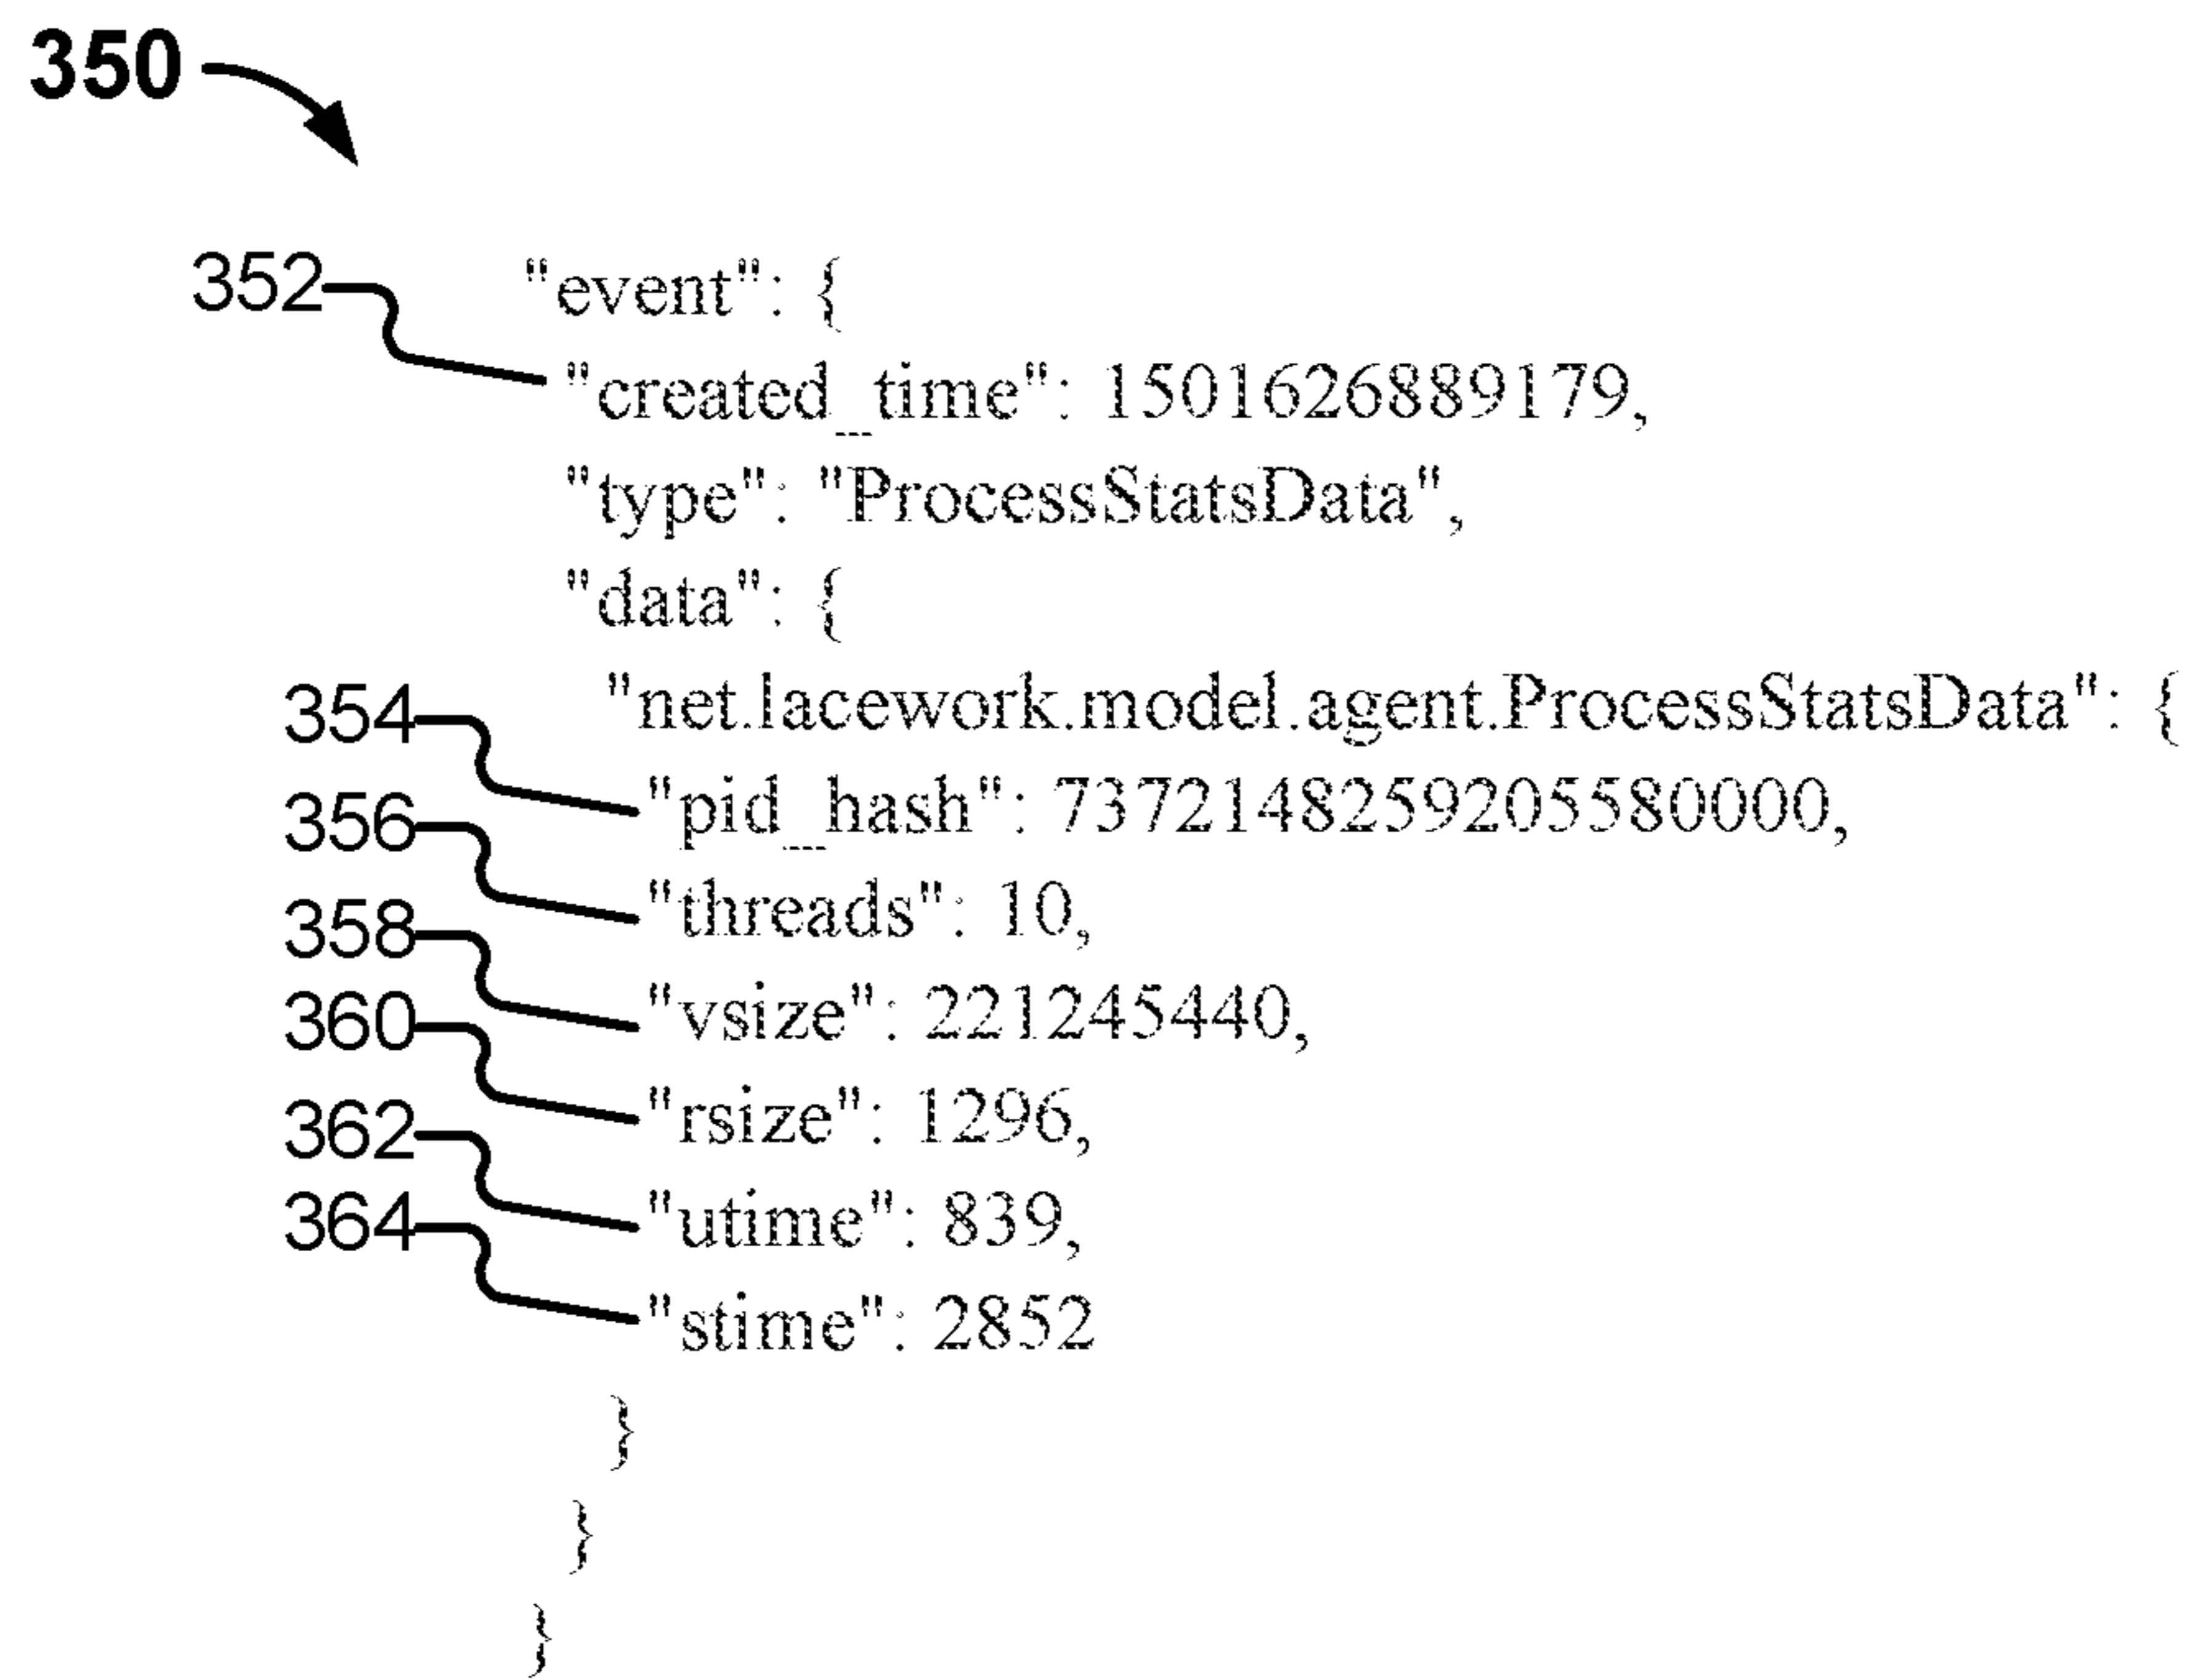 350
352 "event": {
"created_time": 1501626889179,
"type": "ProcessStatsData",
"data": {
354 "net.lacework.model.agent.ProcessStatsData": {
356 "pid_hash": 7372148259205580000,
358 "threads": 10,
360 "vsize": 221245440,
362 "rsize": 1296,
364 "utime": 839,
"stime": 2852
}
}
}